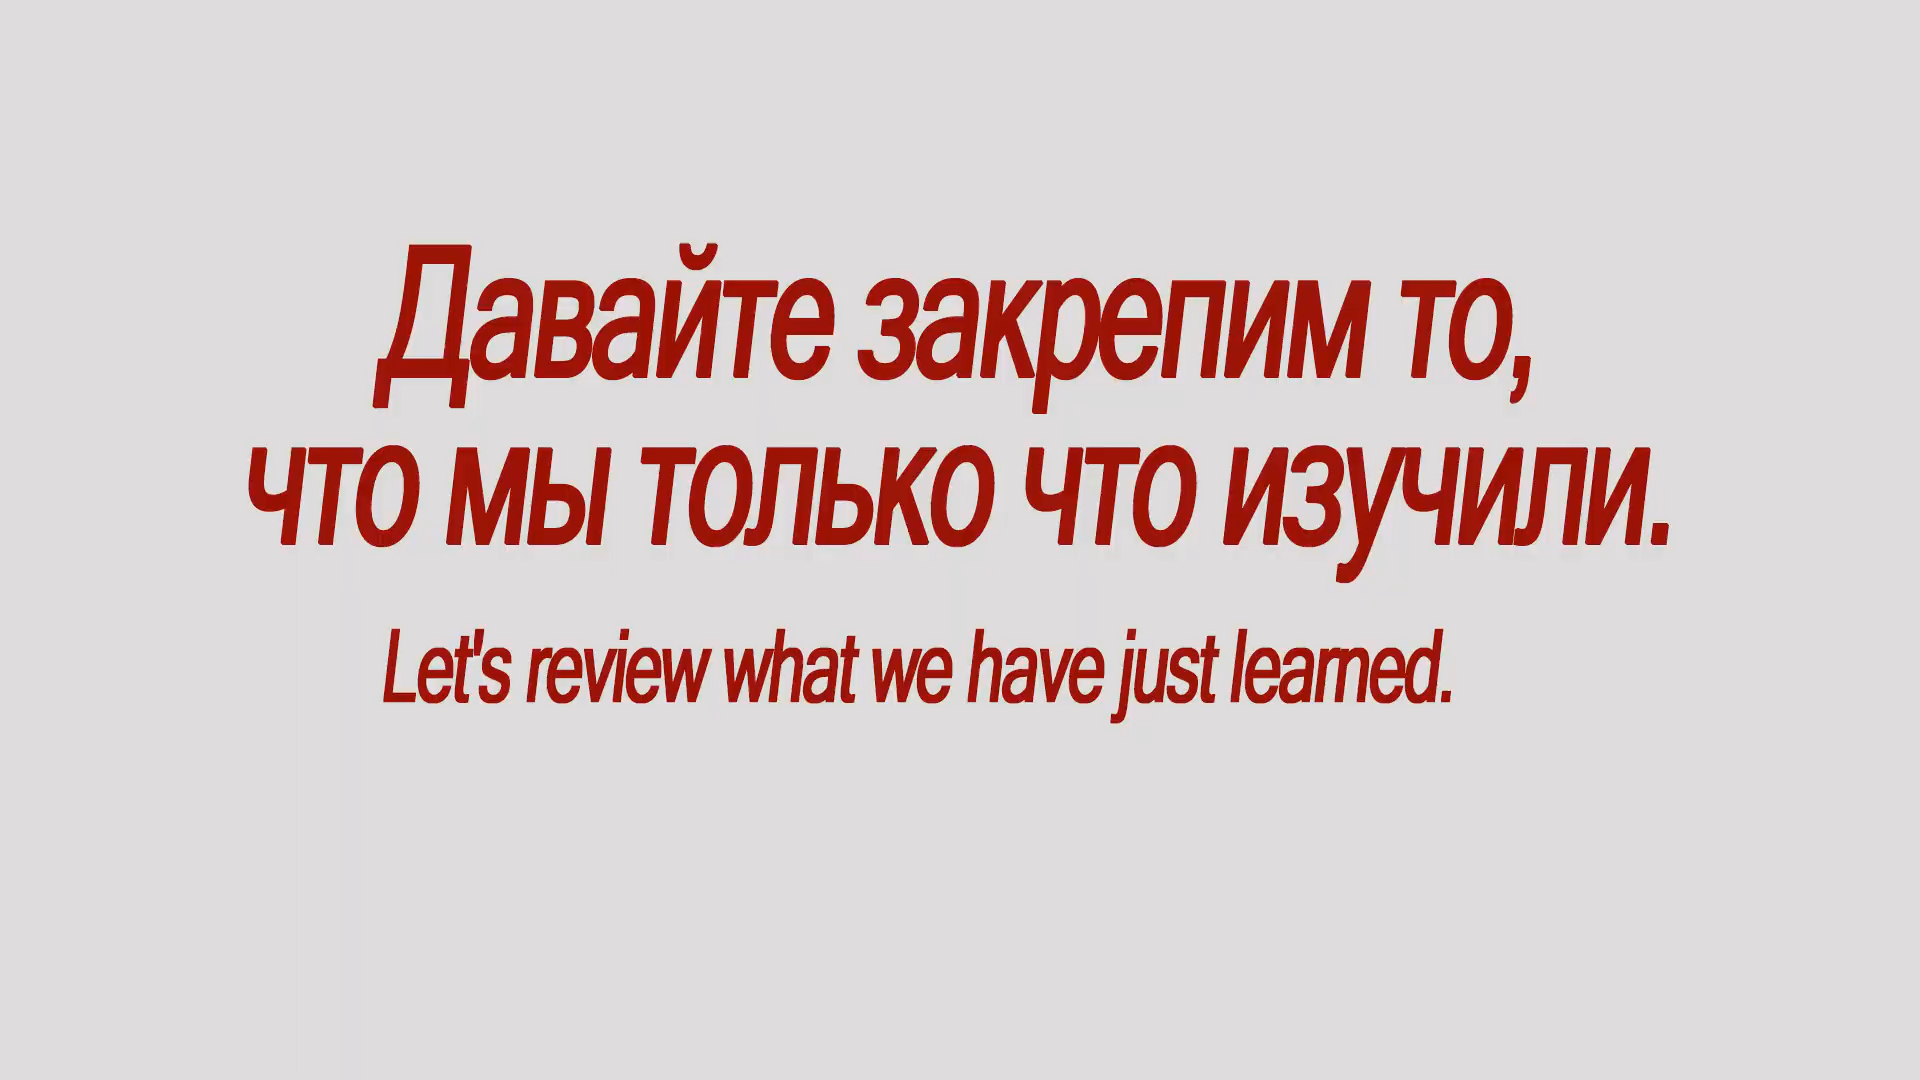 Давайте закрепим то,
что мы только что изучили.
Let's review what we have just learned.